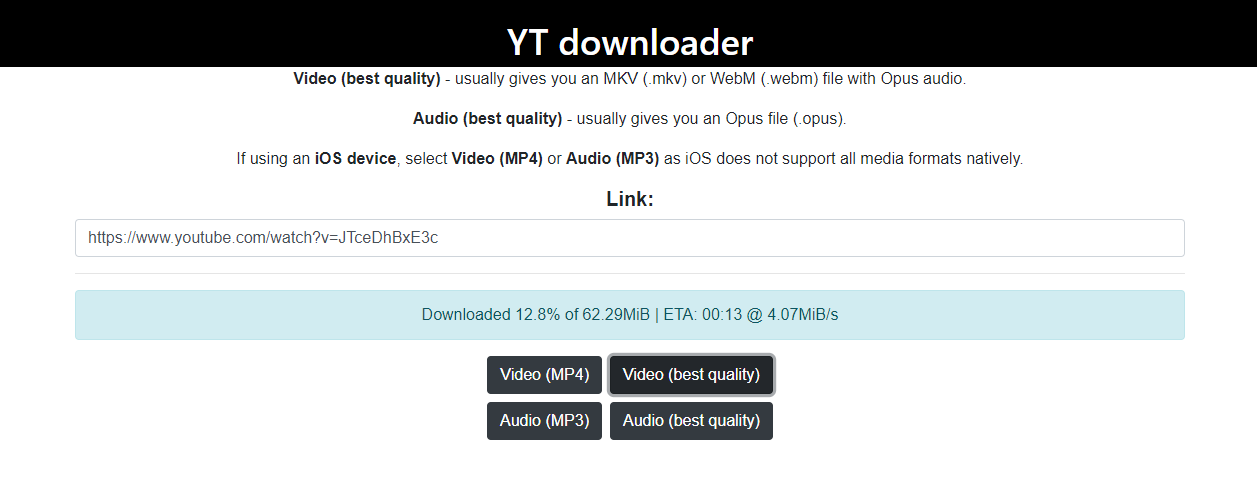 YT downloader
Video (best quality) - usually gives you an MKV (.mkv) or WebM (.webm) file with Opus audio.
Audio (best quality) - usually gives you an Opus file (.opus).
If using an iOS device, select Video (MP4) or Audio (MP3) as iOS does not support all media formats natively.
Link:
https://www.youtube.com/watch?v=JTceDhBxE3c
Downloaded 12.8% of 62.29MiB | ETA: 00:13 @ 4.07MiB/s
Video (MP4) Video (best quality)
Audio (MP3) Audio (best quality)